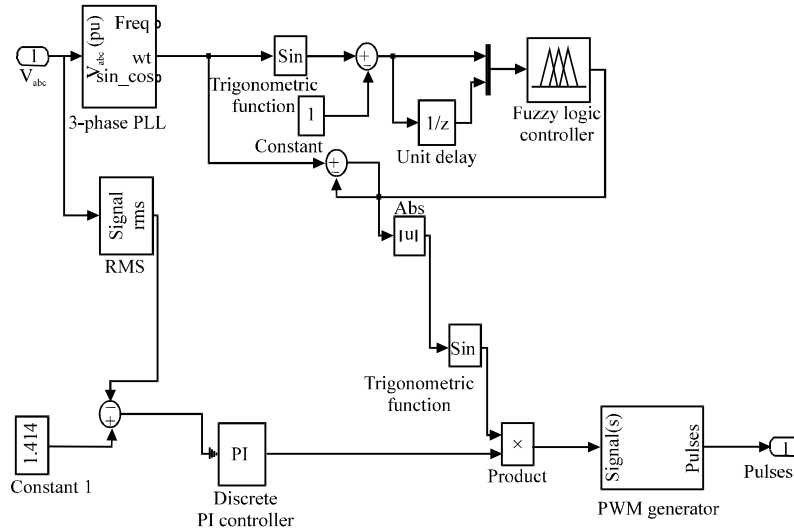 1
V_abc
V_abc (pu)
Freq
wt
sin_cos
3-phase PLL
Sin
Trigonometric
function
+
−
1
Constant
1/z
Unit delay
Fuzzy logic
controller
+
−
Abs
|u|
Signal
rms
RMS
Sin
Trigonometric
function
−
+
1.414
Constant 1
PI
Discrete
PI controller
×
Product
Signal(s)
Pulses
PWM generator
1
Pulses